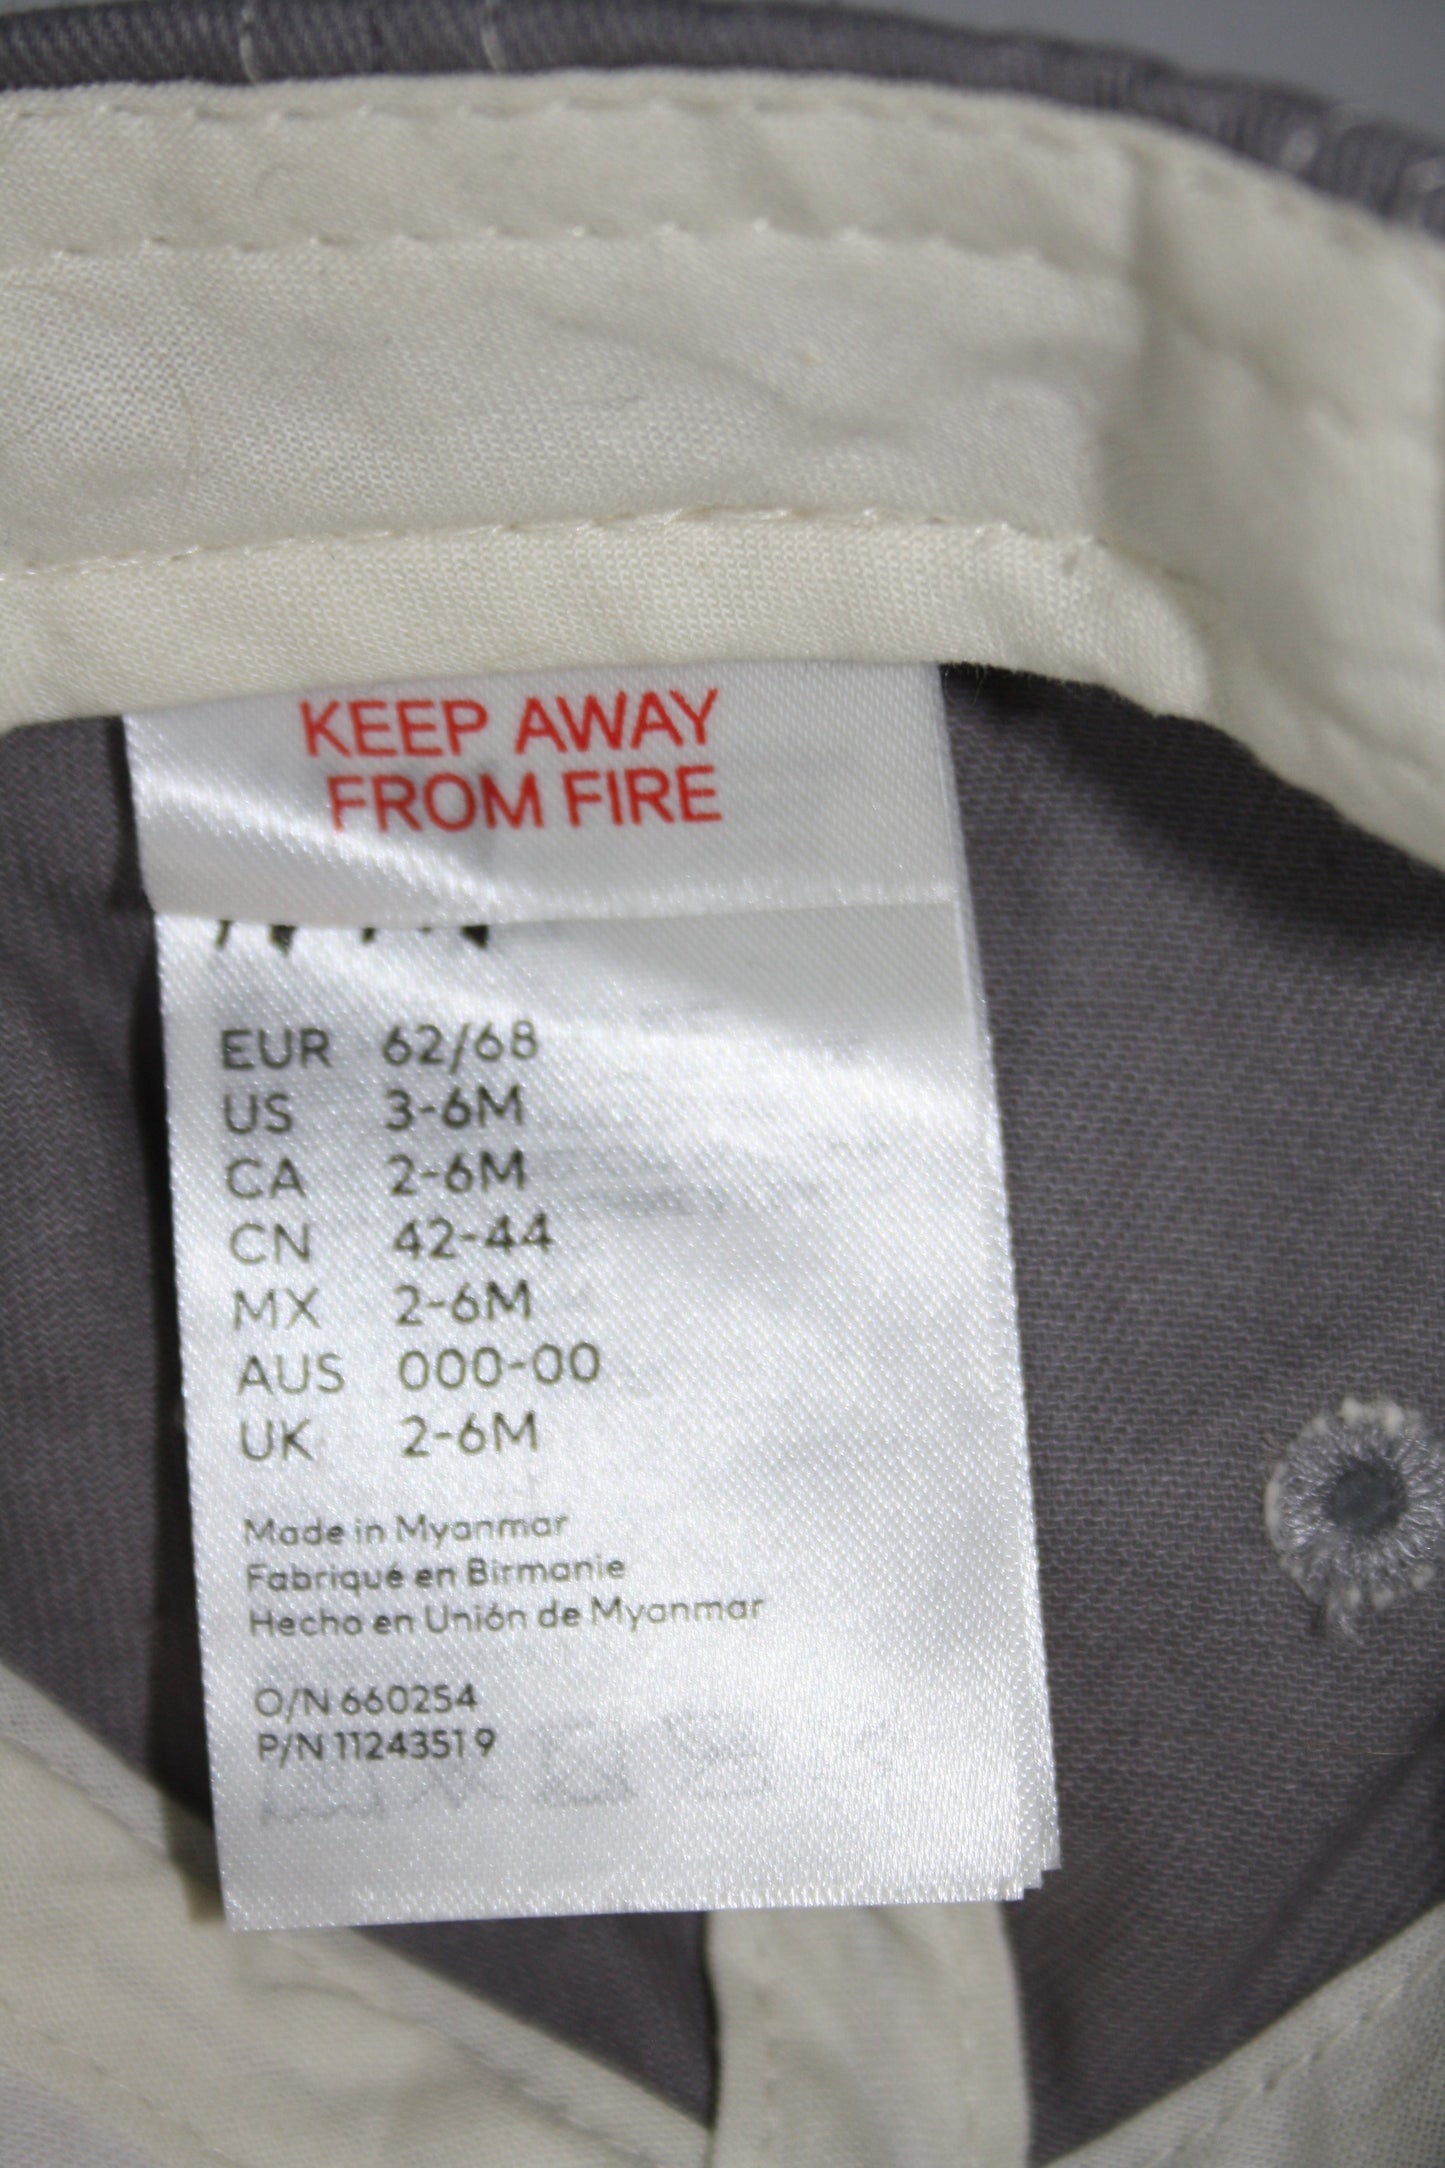 KEEP AWAY
FROM FIRE
EUR 62/68
US 3-6M
CA 2-6M
CN 42-44
MX 2-6M
AUS 000-00
UK 2-6M
Made in Myanmar
Fabriqué en Birmanie
Hecho en Unión de Myanmar
O/N 660254
P/N 11243519